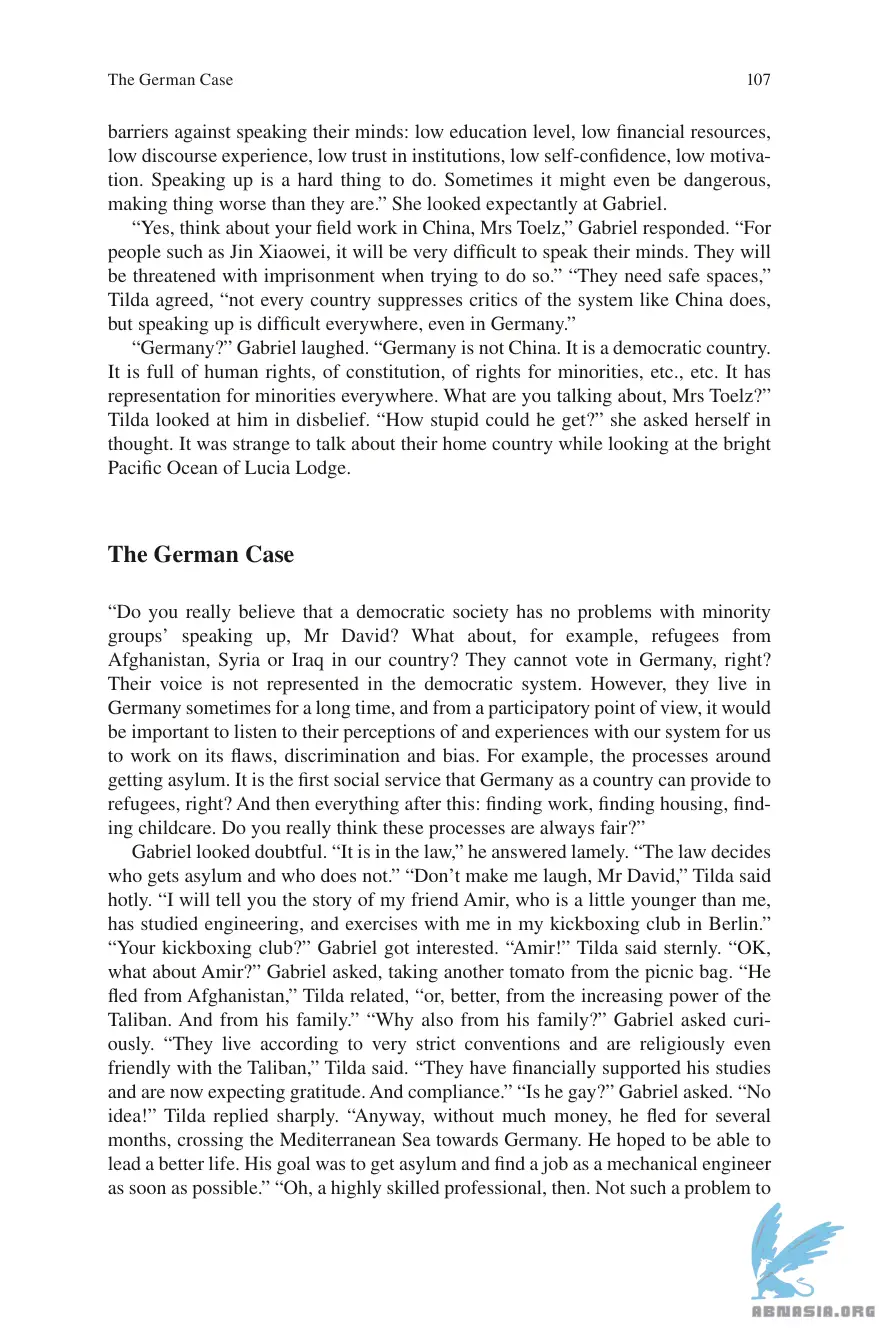 The German Case 107
barriers against speaking their minds: low education level, low financial resources,
low discourse experience, low trust in institutions, low self-confidence, low motiva-
tion. Speaking up is a hard thing to do. Sometimes it might even be dangerous,
making thing worse than they are.” She looked expectantly at Gabriel.
“Yes, think about your field work in China, Mrs Toelz,” Gabriel responded. “For
people such as Jin Xiaowei, it will be very difficult to speak their minds. They will
be threatened with imprisonment when trying to do so.” “They need safe spaces,”
Tilda agreed, “not every country suppresses critics of the system like China does,
but speaking up is difficult everywhere, even in Germany.”
“Germany?” Gabriel laughed. “Germany is not China. It is a democratic country.
It is full of human rights, of constitution, of rights for minorities, etc., etc. It has
representation for minorities everywhere. What are you talking about, Mrs Toelz?”
Tilda looked at him in disbelief. “How stupid could he get?” she asked herself in
thought. It was strange to talk about their home country while looking at the bright
Pacific Ocean of Lucia Lodge.
The German Case
“Do you really believe that a democratic society has no problems with minority
groups’ speaking up, Mr David? What about, for example, refugees from
Afghanistan, Syria or Iraq in our country? They cannot vote in Germany, right?
Their voice is not represented in the democratic system. However, they live in
Germany sometimes for a long time, and from a participatory point of view, it would
be important to listen to their perceptions of and experiences with our system for us
to work on its flaws, discrimination and bias. For example, the processes around
getting asylum. It is the first social service that Germany as a country can provide to
refugees, right? And then everything after this: finding work, finding housing, find-
ing childcare. Do you really think these processes are always fair?”
Gabriel looked doubtful. “It is in the law,” he answered lamely. “The law decides
who gets asylum and who does not.” “Don’t make me laugh, Mr David,” Tilda said
hotly. “I will tell you the story of my friend Amir, who is a little younger than me,
has studied engineering, and exercises with me in my kickboxing club in Berlin.”
“Your kickboxing club?” Gabriel got interested. “Amir!” Tilda said sternly. “OK,
what about Amir?” Gabriel asked, taking another tomato from the picnic bag. “He
fled from Afghanistan,” Tilda related, “or, better, from the increasing power of the
Taliban. And from his family.” “Why also from his family?” Gabriel asked curi-
ously. “They live according to very strict conventions and are religiously even
friendly with the Taliban,” Tilda said. “They have financially supported his studies
and are now expecting gratitude. And compliance.” “Is he gay?” Gabriel asked. “No
idea!” Tilda replied sharply. “Anyway, without much money, he fled for several
months, crossing the Mediterranean Sea towards Germany. He hoped to be able to
lead a better life. His goal was to get asylum and find a job as a mechanical engineer
as soon as possible.” “Oh, a highly skilled professional, then. Not such a problem to
ABNASIA.ORG